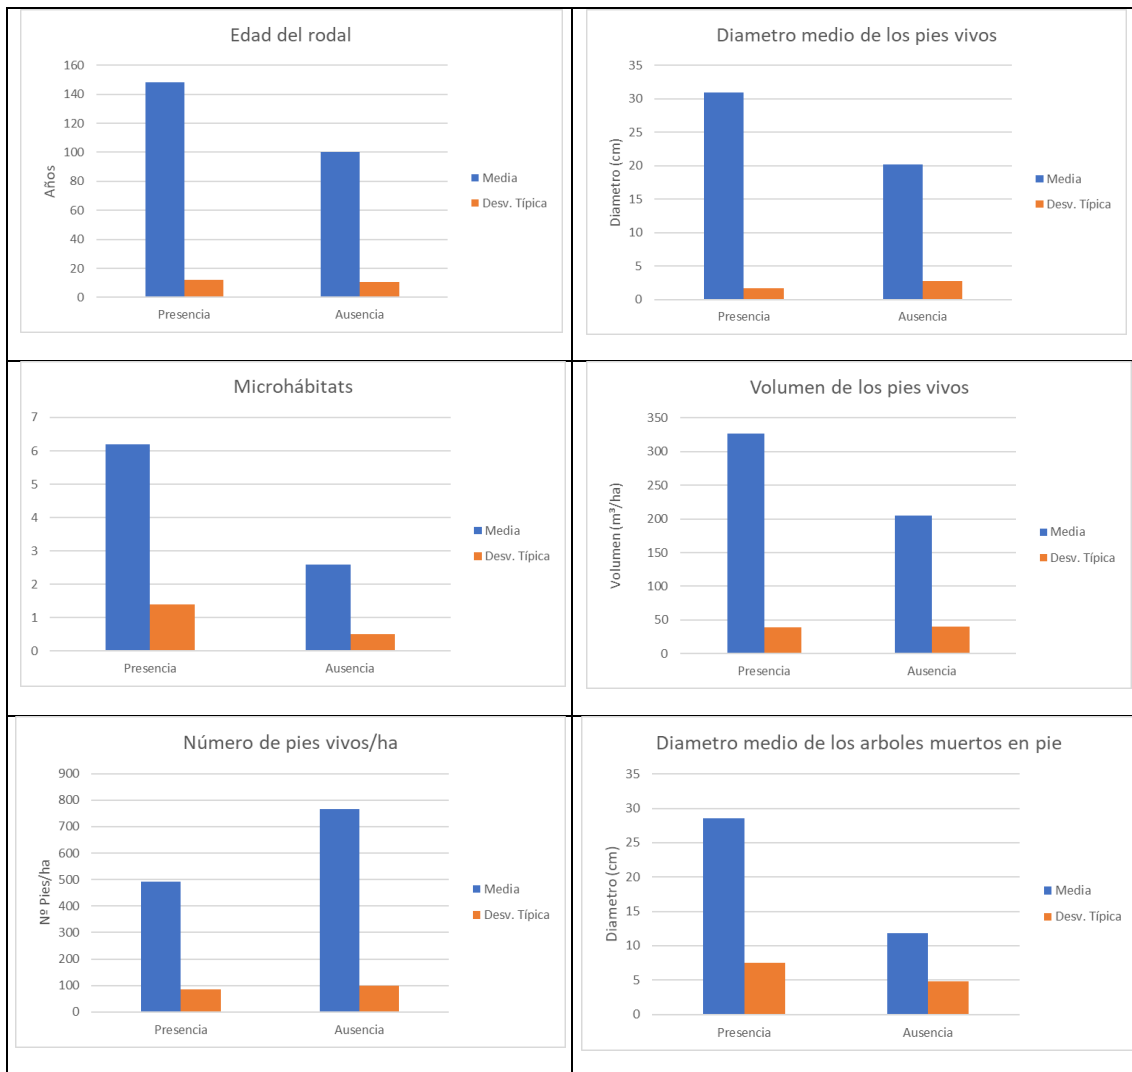 Edad del rodal
160
140
120
100
80
60
40
20
0
Años
Presencia
Ausencia
Media
Desv. Típica
Diametro medio de los pies vivos
35
30
25
20
15
10
5
0
Diametro (cm)
Presencia
Ausencia
Media
Desv. Típica
Microhábitats
7
6
5
4
3
2
1
0
Presencia
Ausencia
Media
Desv. Típica
Volumen de los pies vivos
350
300
250
200
150
100
50
0
Volumen (m³/ha)
Presencia
Ausencia
Media
Desv. Típica
Número de pies vivos/ha
900
800
700
600
500
400
300
200
100
0
Nº Pies/ha
Presencia
Ausencia
Media
Desv. Típica
Diametro medio de los arboles muertos en pie
35
30
25
20
15
10
5
0
Diametro (cm)
Presencia
Ausencia
Media
Desv. Típica